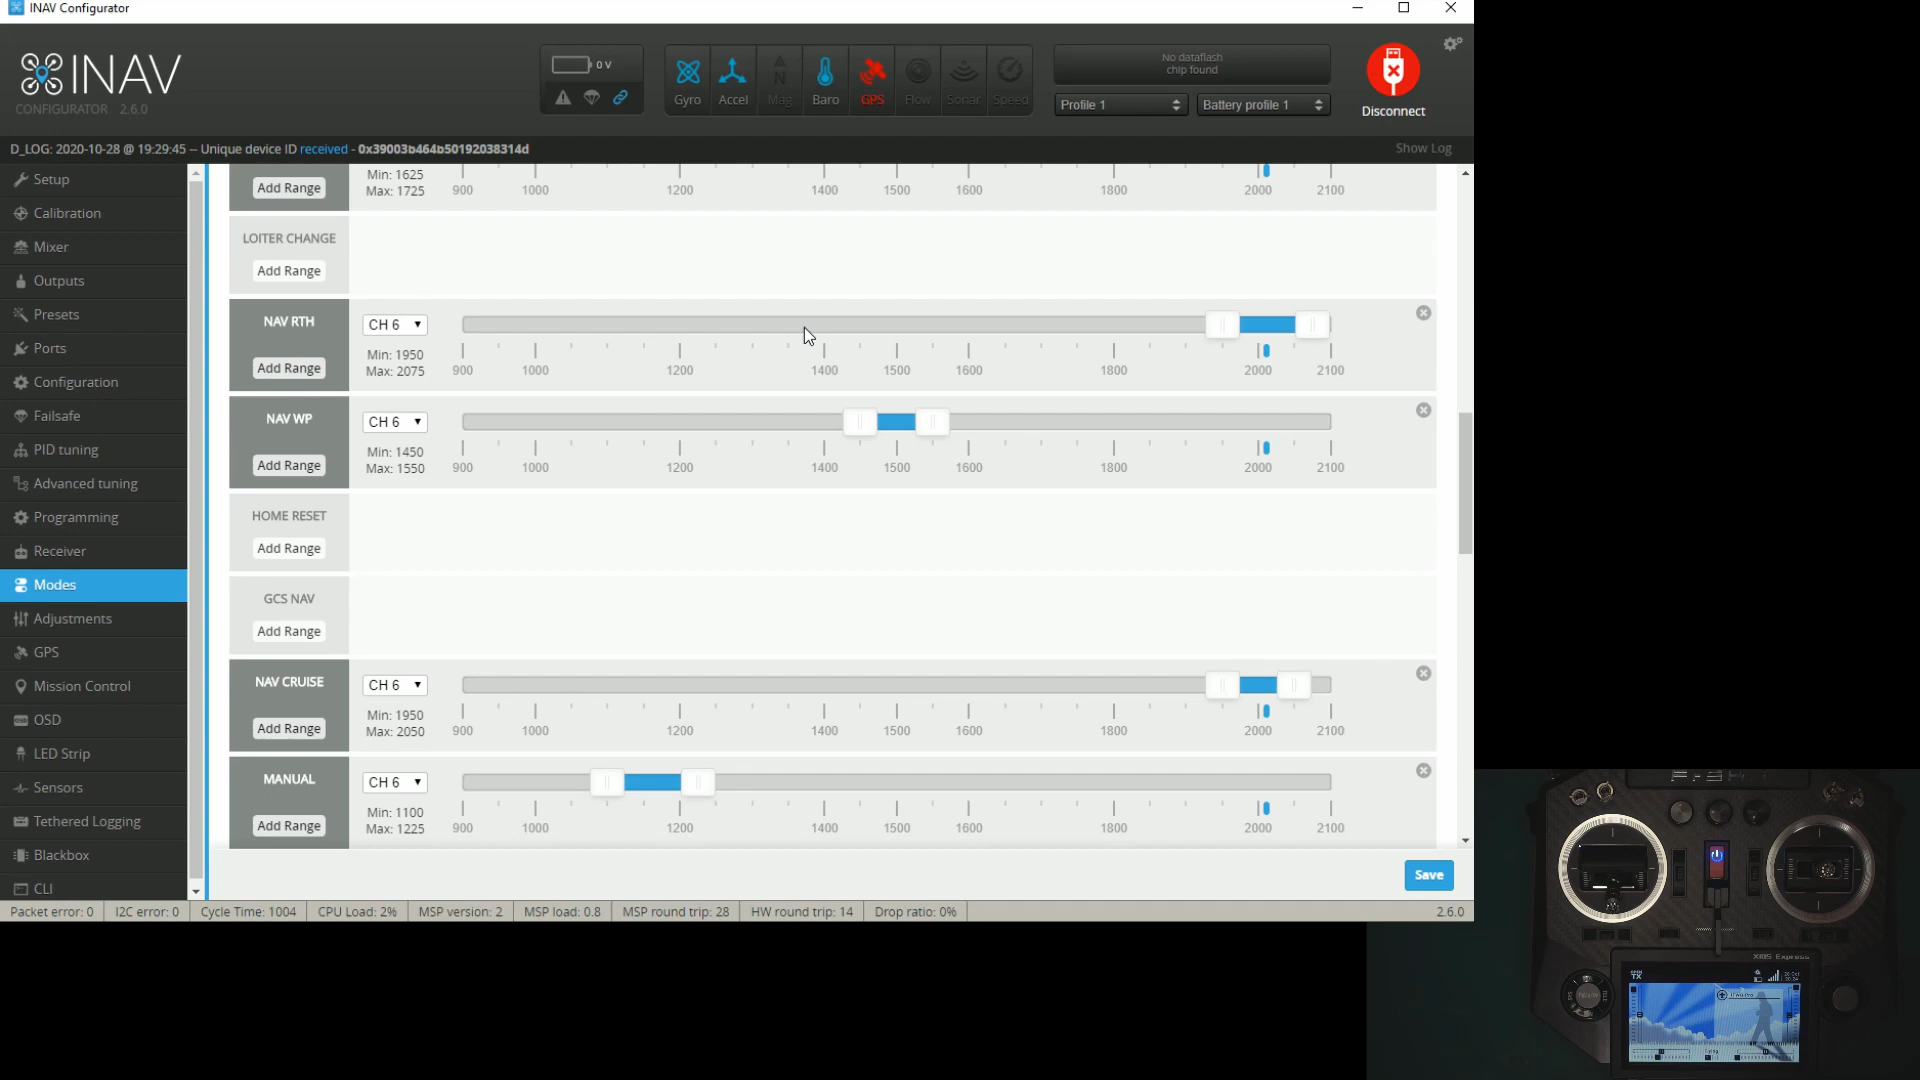 INAV Configurator
INAV
CONFIGURATOR 2.6.0
0 V
Gyro
Accel
Mag
Baro
GPS
Flow
Sonar
Speed
No dataflash
chip found
Profile 1
Battery profile 1
Disconnect
D_LOG: 2020-10-28 @ 19:29:45 -- Unique device ID received - 0x39003b464b50192038314d
Show Log
Setup
Calibration
Mixer
Outputs
Presets
Ports
Configuration
Failsafe
PID tuning
Advanced tuning
Programming
Receiver
Modes
Adjustments
GPS
Mission Control
OSD
LED Strip
Sensors
Tethered Logging
Blackbox
CLI
Add Range
Min: 1625
Max: 1725
900 1000 1200 1400 1500 1600 1800 2000 2100
LOITER CHANGE
Add Range
NAV RTH
Add Range
CH 6
Min: 1950
Max: 2075
900 1000 1200 1400 1500 1600 1800 2000 2100
NAV WP
Add Range
CH 6
Min: 1450
Max: 1550
900 1000 1200 1400 1500 1600 1800 2000 2100
HOME RESET
Add Range
GCS NAV
Add Range
NAV CRUISE
Add Range
CH 6
Min: 1950
Max: 2050
900 1000 1200 1400 1500 1600 1800 2000 2100
MANUAL
Add Range
CH 6
Min: 1100
Max: 1225
900 1000 1200 1400 1500 1600 1800 2000 2100
Save
Packet error: 0
I2C error: 0
Cycle Time: 1004
CPU Load: 2%
MSP version: 2
MSP load: 0.8
MSP round trip: 28
HW round trip: 14
Drop ratio: 0%
2.6.0
X10S Express
TX